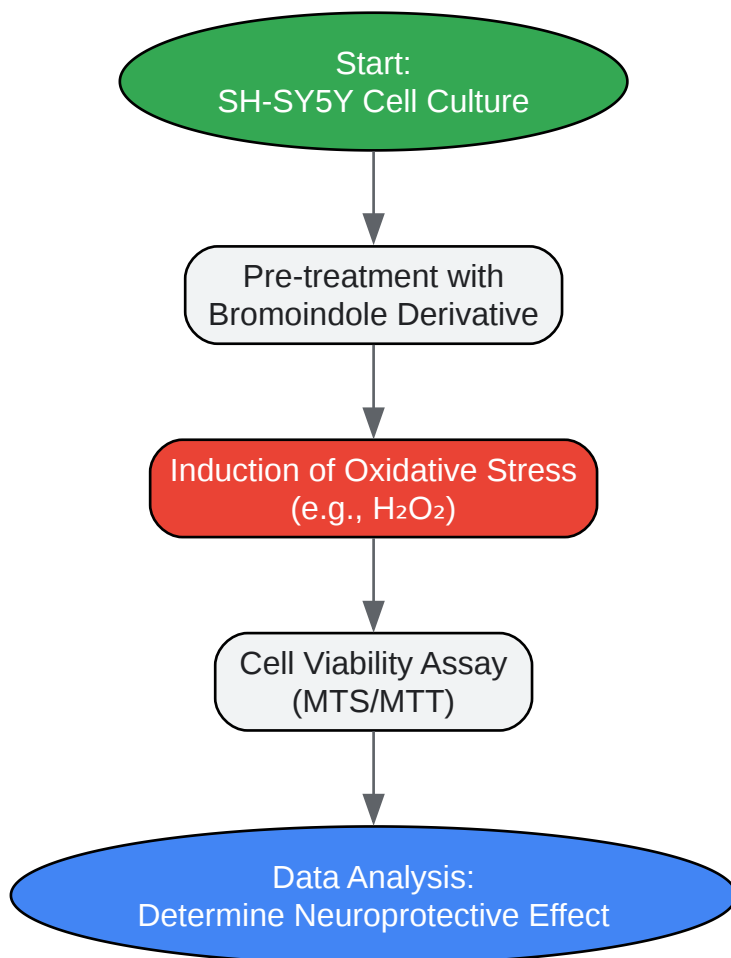 Start:
SH-SY5Y Cell Culture
Pre-treatment with
Bromoindole Derivative
Induction of Oxidative Stress
(e.g., H₂O₂)
Cell Viability Assay
(MTS/MTT)
Data Analysis:
Determine Neuroprotective Effect